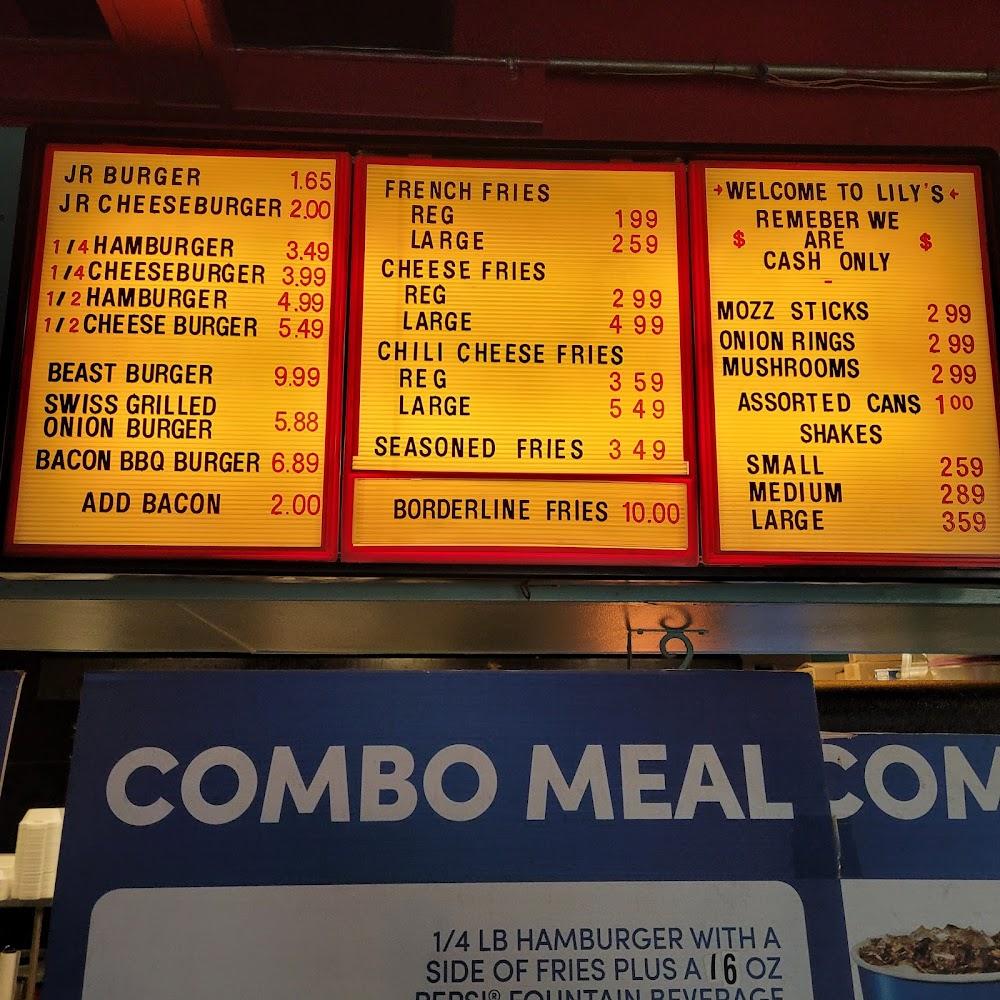 JR BURGER 1.65
JR CHEESEBURGER 2.00
1/4 HAMBURGER 3.49
1/4 CHEESEBURGER 3.99
1/2 HAMBURGER 4.99
1/2 CHEESE BURGER 5.49
BEAST BURGER 9.99
SWISS GRILLED
ONION BURGER 5.88
BACON BBQ BURGER 6.89
ADD BACON 2.00
FRENCH FRIES
REG 199
LARGE 259
CHEESE FRIES
REG 299
LARGE 499
CHILI CHEESE FRIES
REG 359
LARGE 549
SEASONED FRIES 349
BORDERLINE FRIES 10.00
→WELCOME TO LILY'S←
REMEBER WE
$ ARE $
CASH ONLY
-
MOZZ STICKS 299
ONION RINGS 299
MUSHROOMS 299
ASSORTED CANS 100
SHAKES
SMALL 259
MEDIUM 289
LARGE 359
COMBO MEAL
1/4 LB HAMBURGER WITH A
SIDE OF FRIES PLUS A 16 OZ
PEPSI® FOUNTAIN BEVERAGE
COM